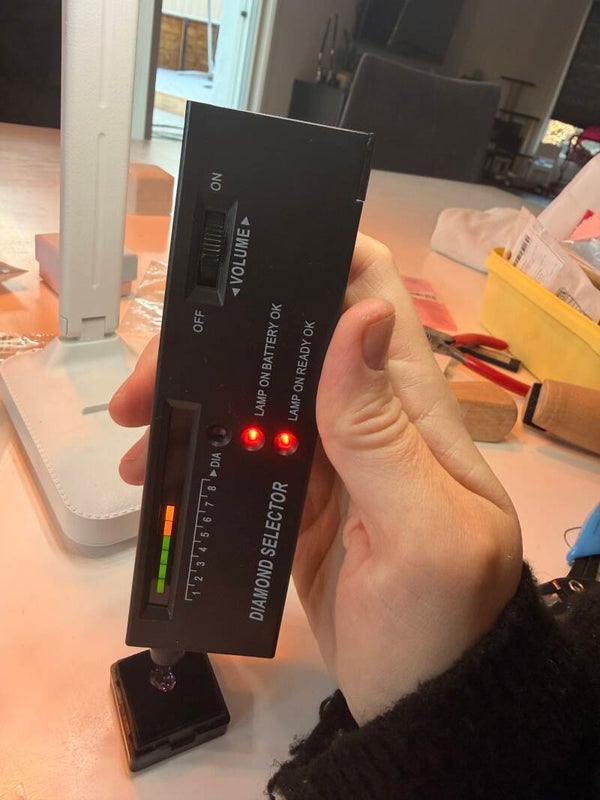 ON
◄VOLUME►
OFF
LAMP ON BATTERY OK
LAMP ON READY OK
►DIA
1 2 3 4 5 6 7 8
DIAMOND SELECTOR